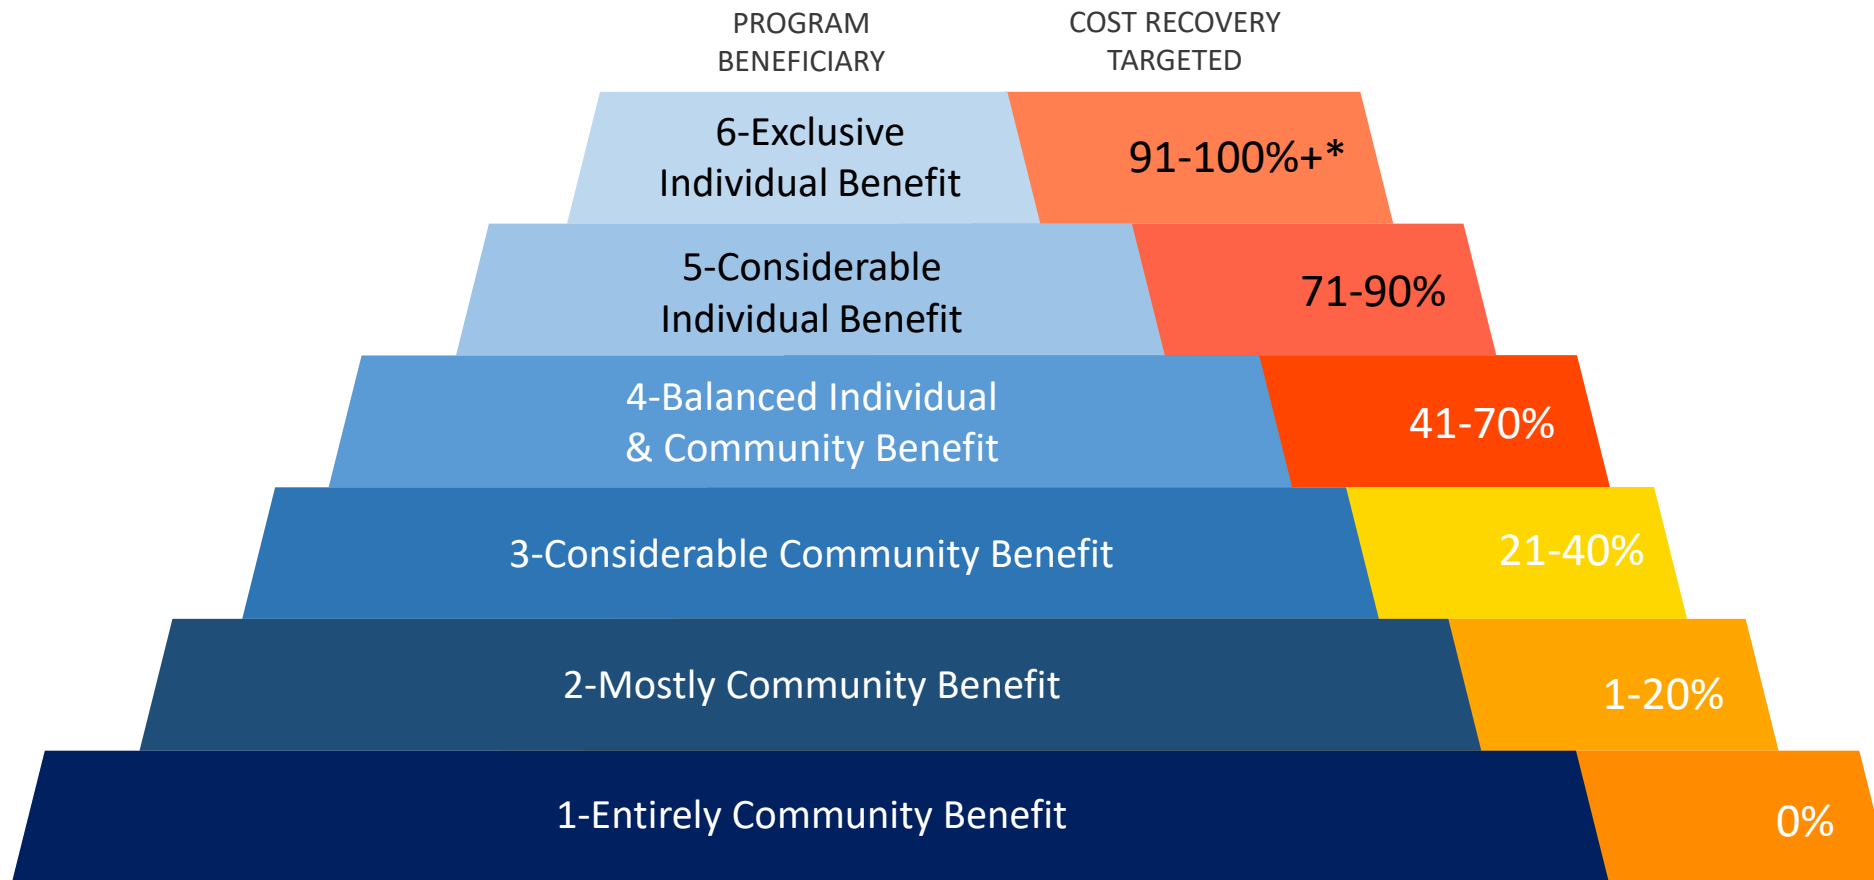 PROGRAM
BENEFICIARY
COST RECOVERY
TARGETED
6-Exclusive
Individual Benefit
91-100%+*
5-Considerable
Individual Benefit
71-90%
4-Balanced Individual
& Community Benefit
41-70%
3-Considerable Community Benefit
21-40%
2-Mostly Community Benefit
1-20%
1-Entirely Community Benefit
0%